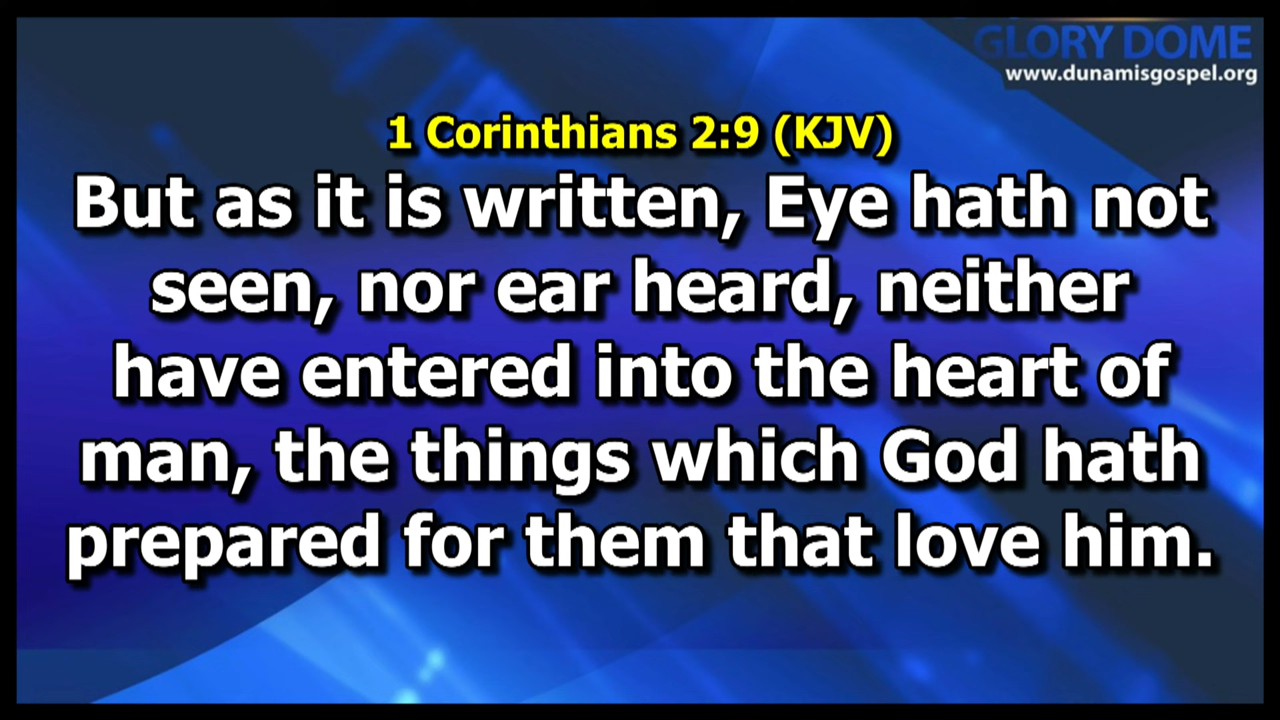 GLORY DOME
www.dunamisgospel.org
1 Corinthians 2:9 (KJV)
But as it is written, Eye hath not
seen, nor ear heard, neither
have entered into the heart of
man, the things which God hath
prepared for them that love him.